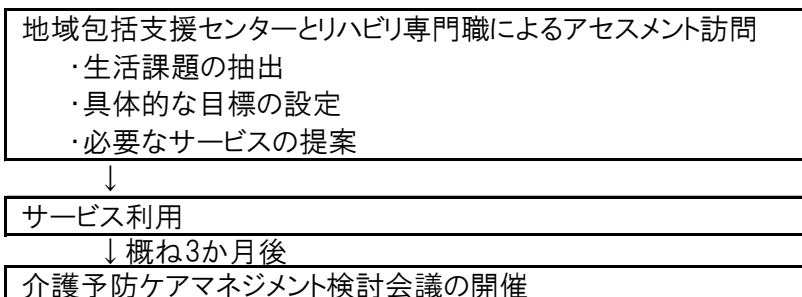 地域包括支援センターとリハビリ専門職によるアセスメント訪問
・生活課題の抽出
・具体的な目標の設定
・必要なサービスの提案
↓
サービス利用
↓概ね3か月後
介護予防ケアマネジメント検討会議の開催